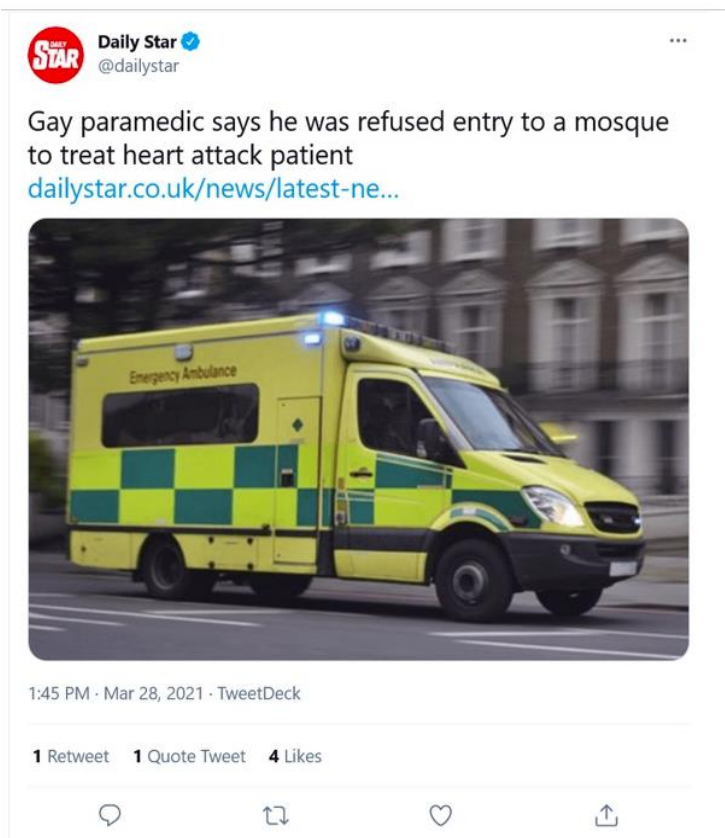 DAILY
STAR
Daily Star
@dailystar
Gay paramedic says he was refused entry to a mosque
to treat heart attack patient
dailystar.co.uk/news/latest-ne...
Emergency Ambulance
1:45 PM · Mar 28, 2021 · TweetDeck
1 Retweet 1 Quote Tweet 4 Likes